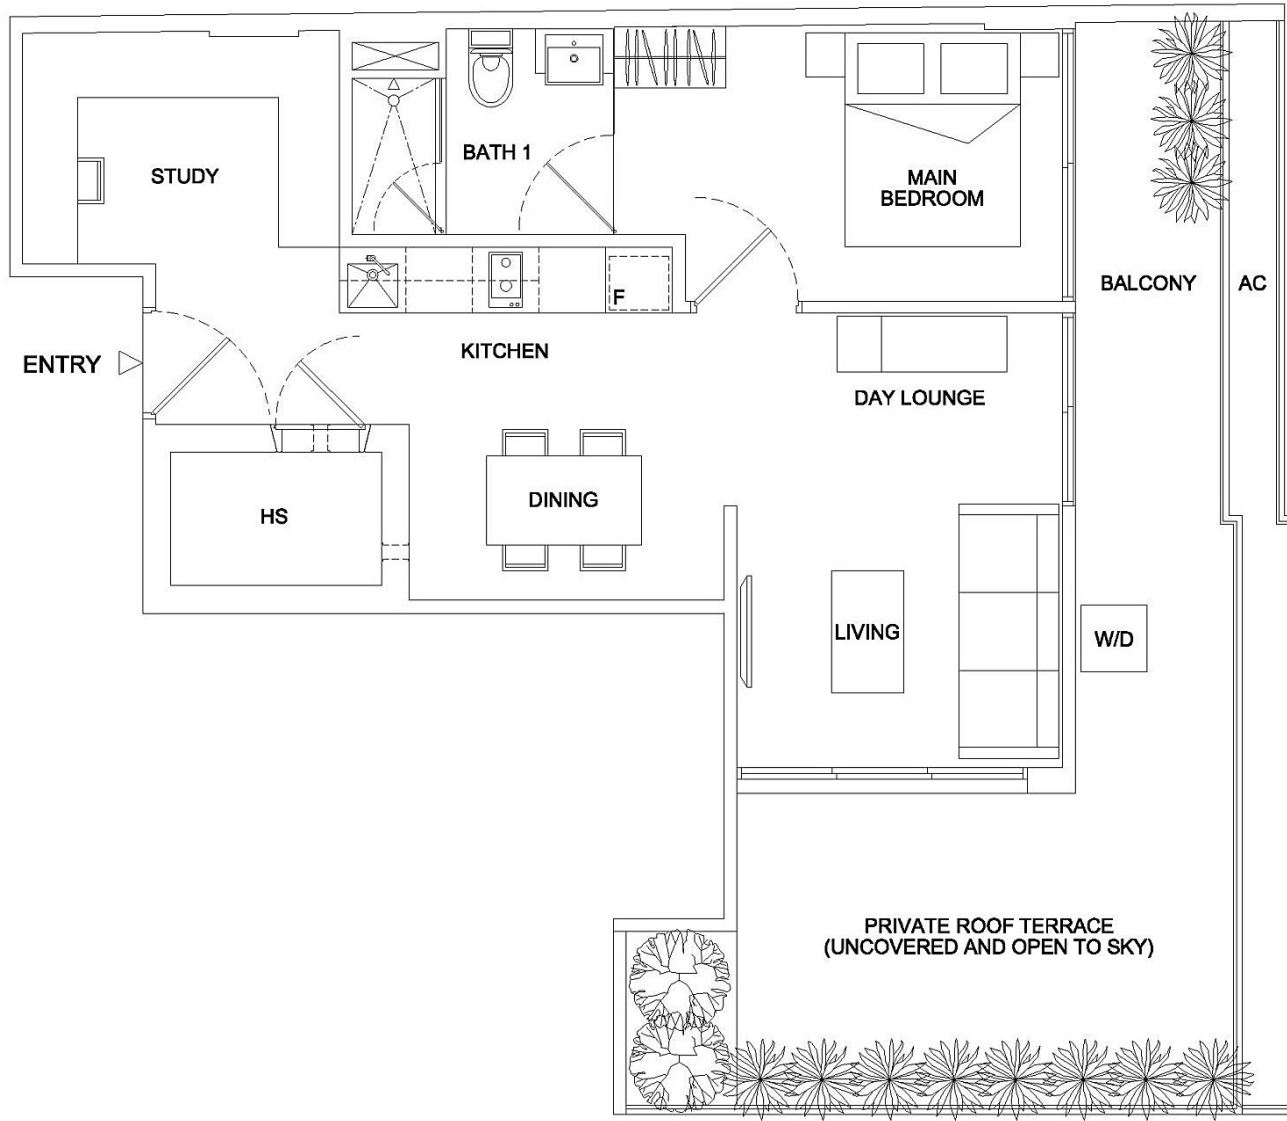 BATH 1
STUDY
MAIN
BEDROOM
BALCONY
AC
F
KITCHEN
ENTRY
DAY LOUNGE
DINING
HS
LIVING
W/D
PRIVATE ROOF TERRACE
(UNCOVERED AND OPEN TO SKY)